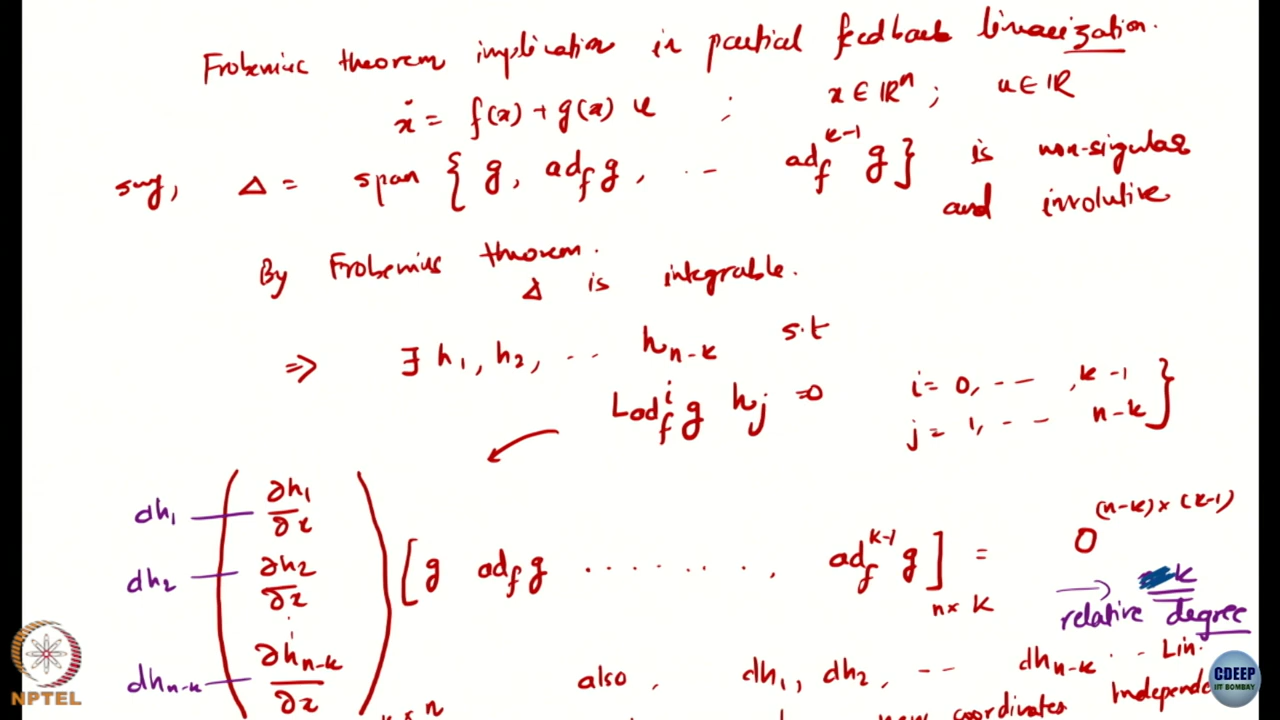 Frobenius theorem implication in partial feedback linearization.
ẋ = f(x) + g(x) u ; x ∈ ℝⁿ ; u ∈ ℝ
say, Δ = span { g, ad_f g, .. ad_f^{k-1} g } is non-sigular
and involutive
By Frobenius theorem.
Δ is integrable.
⇒ ∃ h₁, h₂, .. h_{n-k} s.t
L_{ad_f^i g} h_j = 0 i = 0, -- - , k-1 }
j = 1, -- - n-k
dh₁ — ∂h₁/∂x
dh₂ — ∂h₂/∂x [ g ad_f g ........, ad_f^{k-1} g ]_{n×k} = 0^{(n-k)×(k-1)}
→ k
relative degree
dh_{n-k} — ∂h_{n-k}/∂x
also, dh₁, dh₂, -- dh_{n-k} .. Lin.
× n new coordinates Independe
NPTEL
CDEEP
IIT BOMBAY